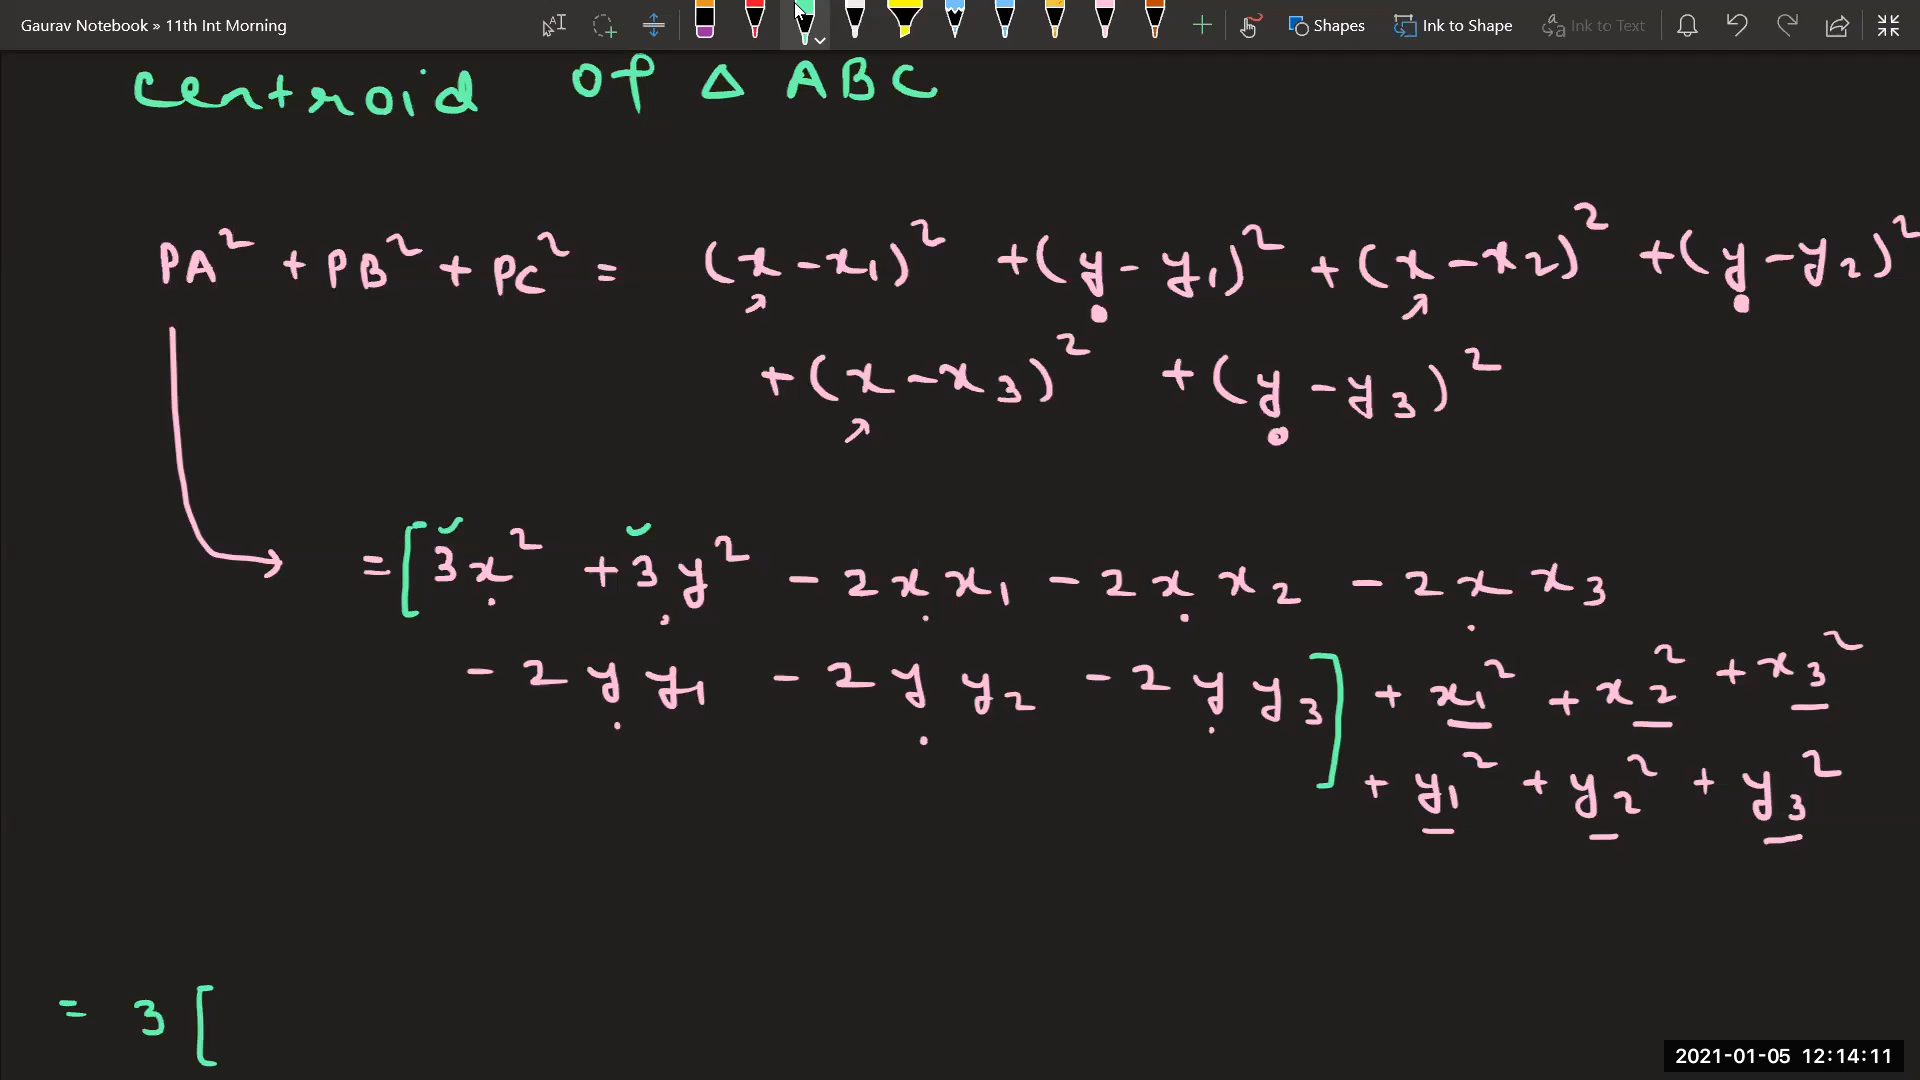 Gaurav Notebook » 11th Int Morning
Shapes
Ink to Shape
Ink to Text
centroid of △ ABC
PA² + PB² + PC² = (x - x₁)² + (y - y₁)² + (x - x₂)² + (y - y₂)²
+ (x - x₃)² + (y - y₃)²
= [3x² + 3y² - 2xx₁ - 2xx₂ - 2xx₃
- 2yy₁ - 2yy₂ - 2yy₃] + x₁² + x₂² + x₃²
+ y₁² + y₂² + y₃²
= 3 [
2021-01-05 12:14:11